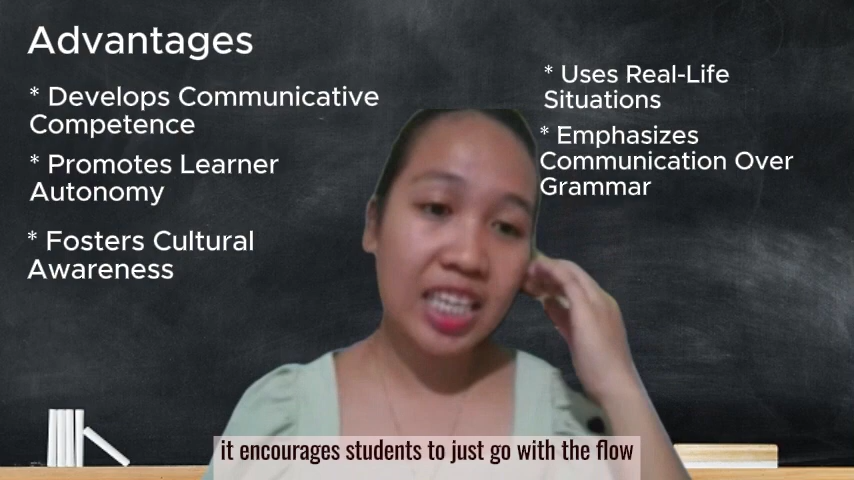 Advantages
* Develops Communicative
Competence
* Promotes Learner
Autonomy
* Fosters Cultural
Awareness
* Uses Real-Life
Situations
* Emphasizes
Communication Over
Grammar
it encourages students to just go with the flow